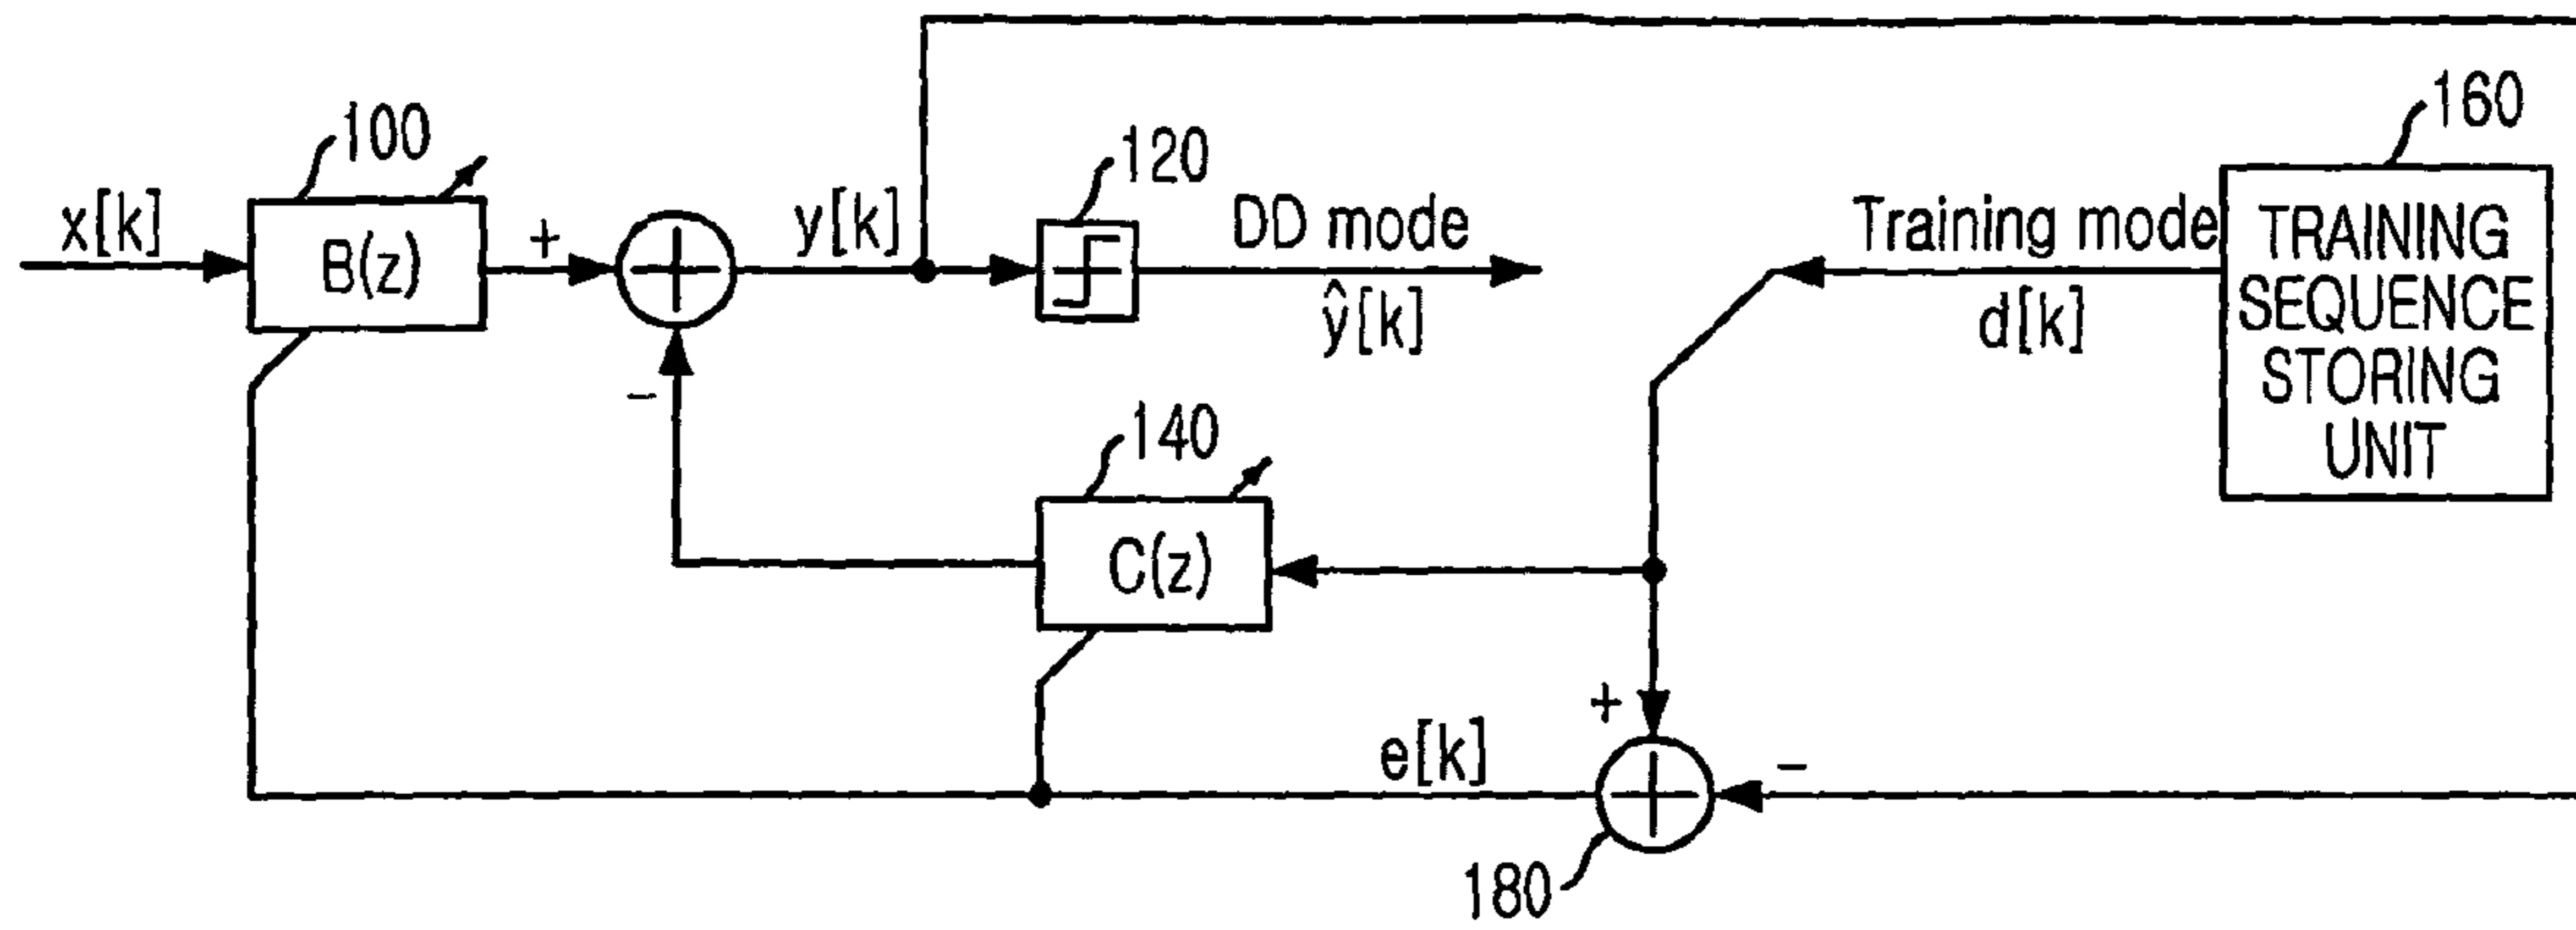 160
100
120
x[k]
+
y[k]
DD mode
Training mode
TRAINING
SEQUENCE
STORING
UNIT
B(z)
ŷ[k]
d[k]
-
140
C(z)
+
e[k]
-
180